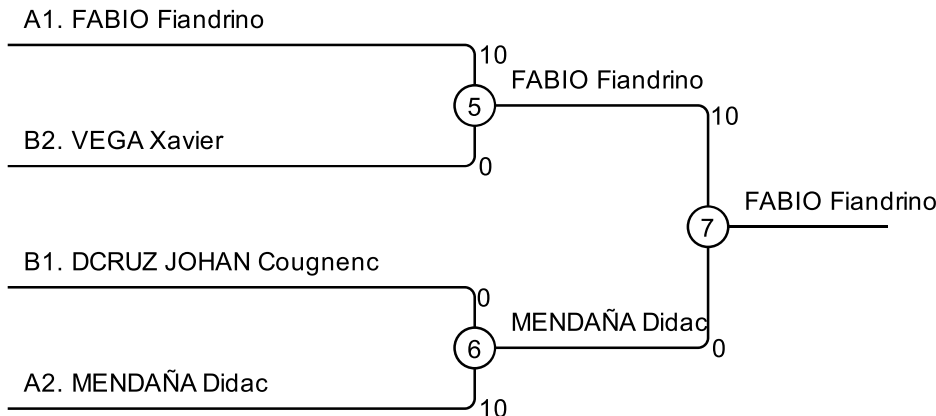 A1. FABIO Fiandrino
10
FABIO Fiandrino
5
10
B2. VEGA Xavier
0
FABIO Fiandrino
7
B1. DCRUZ JOHAN Cougnenc
0
MENDAÑA Didac
6
0
A2. MENDAÑA Didac
10